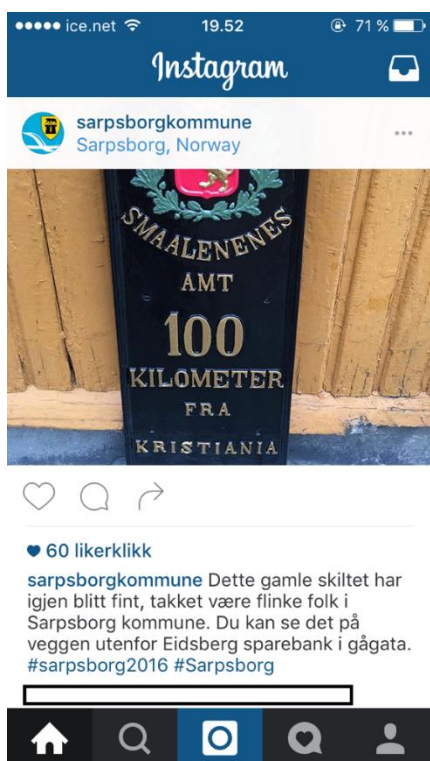 ice.net 19.52 71 %
Instagram
sarpsborgkommune
Sarpsborg, Norway
SMAALENENES
AMT
100
KILOMETER
FRA
KRISTIANIA
60 likerklikk
sarpsborgkommune Dette gamle skiltet har
igjen blitt fint, takket være flinke folk i
Sarpsborg kommune. Du kan se det på
veggen utenfor Eidsberg sparebank i gågata.
#sarpsborg2016 #Sarpsborg